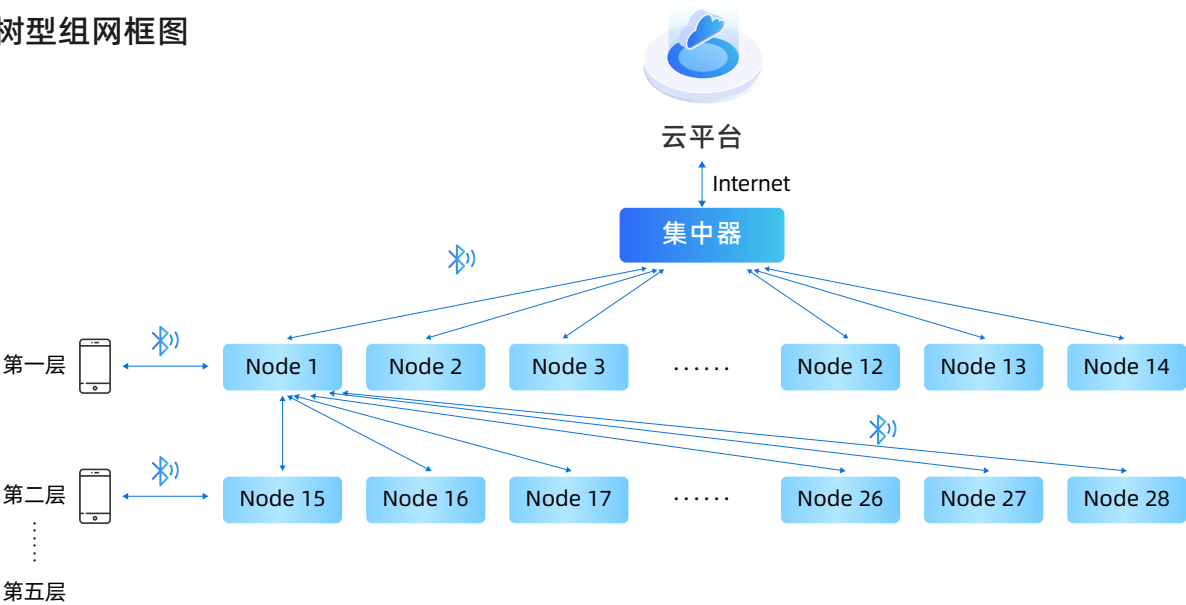 树型组网框图
云平台
Internet
集中器
第一层
Node 1
Node 2
Node 3
......
Node 12
Node 13
Node 14
第二层
Node 15
Node 16
Node 17
......
Node 26
Node 27
Node 28
第五层